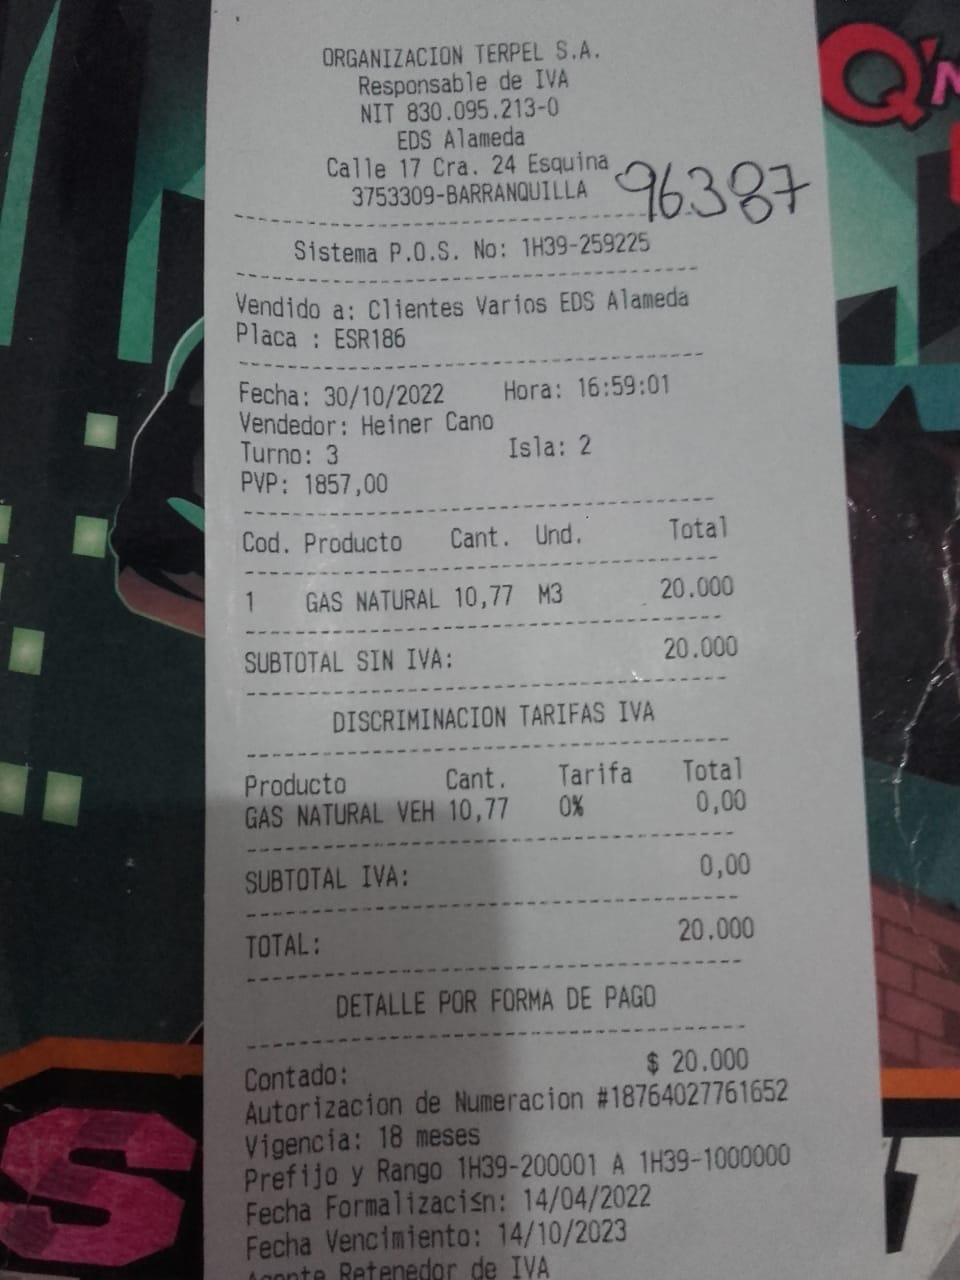 ORGANIZACION TERPEL S.A.
Responsable de IVA
NIT 830.095.213-0
EDS Alameda
Calle 17 Cra. 24 Esquina
3753309-BARRANQUILLA
96387
Sistema P.O.S. No: 1H39-259225
Vendido a: Clientes Varios EDS Alameda
Placa : ESR186
Fecha: 30/10/2022 Hora: 16:59:01
Vendedor: Heiner Cano
Turno: 3 Isla: 2
PVP: 1857,00
Cod. Producto Cant. Und. Total
1 GAS NATURAL 10,77 M3 20.000
SUBTOTAL SIN IVA: 20.000
DISCRIMINACION TARIFAS IVA
Producto Cant. Tarifa Total
GAS NATURAL VEH 10,77 0% 0,00
SUBTOTAL IVA: 0,00
TOTAL: 20.000
DETALLE POR FORMA DE PAGO
Contado: $ 20.000
Autorizacion de Numeracion #18764027761652
Vigencia: 18 meses
Prefijo y Rango 1H39-200001 A 1H39-1000000
Fecha Formalizaci≤n: 14/04/2022
Fecha Vencimiento: 14/10/2023
Agente Retenedor de IVA